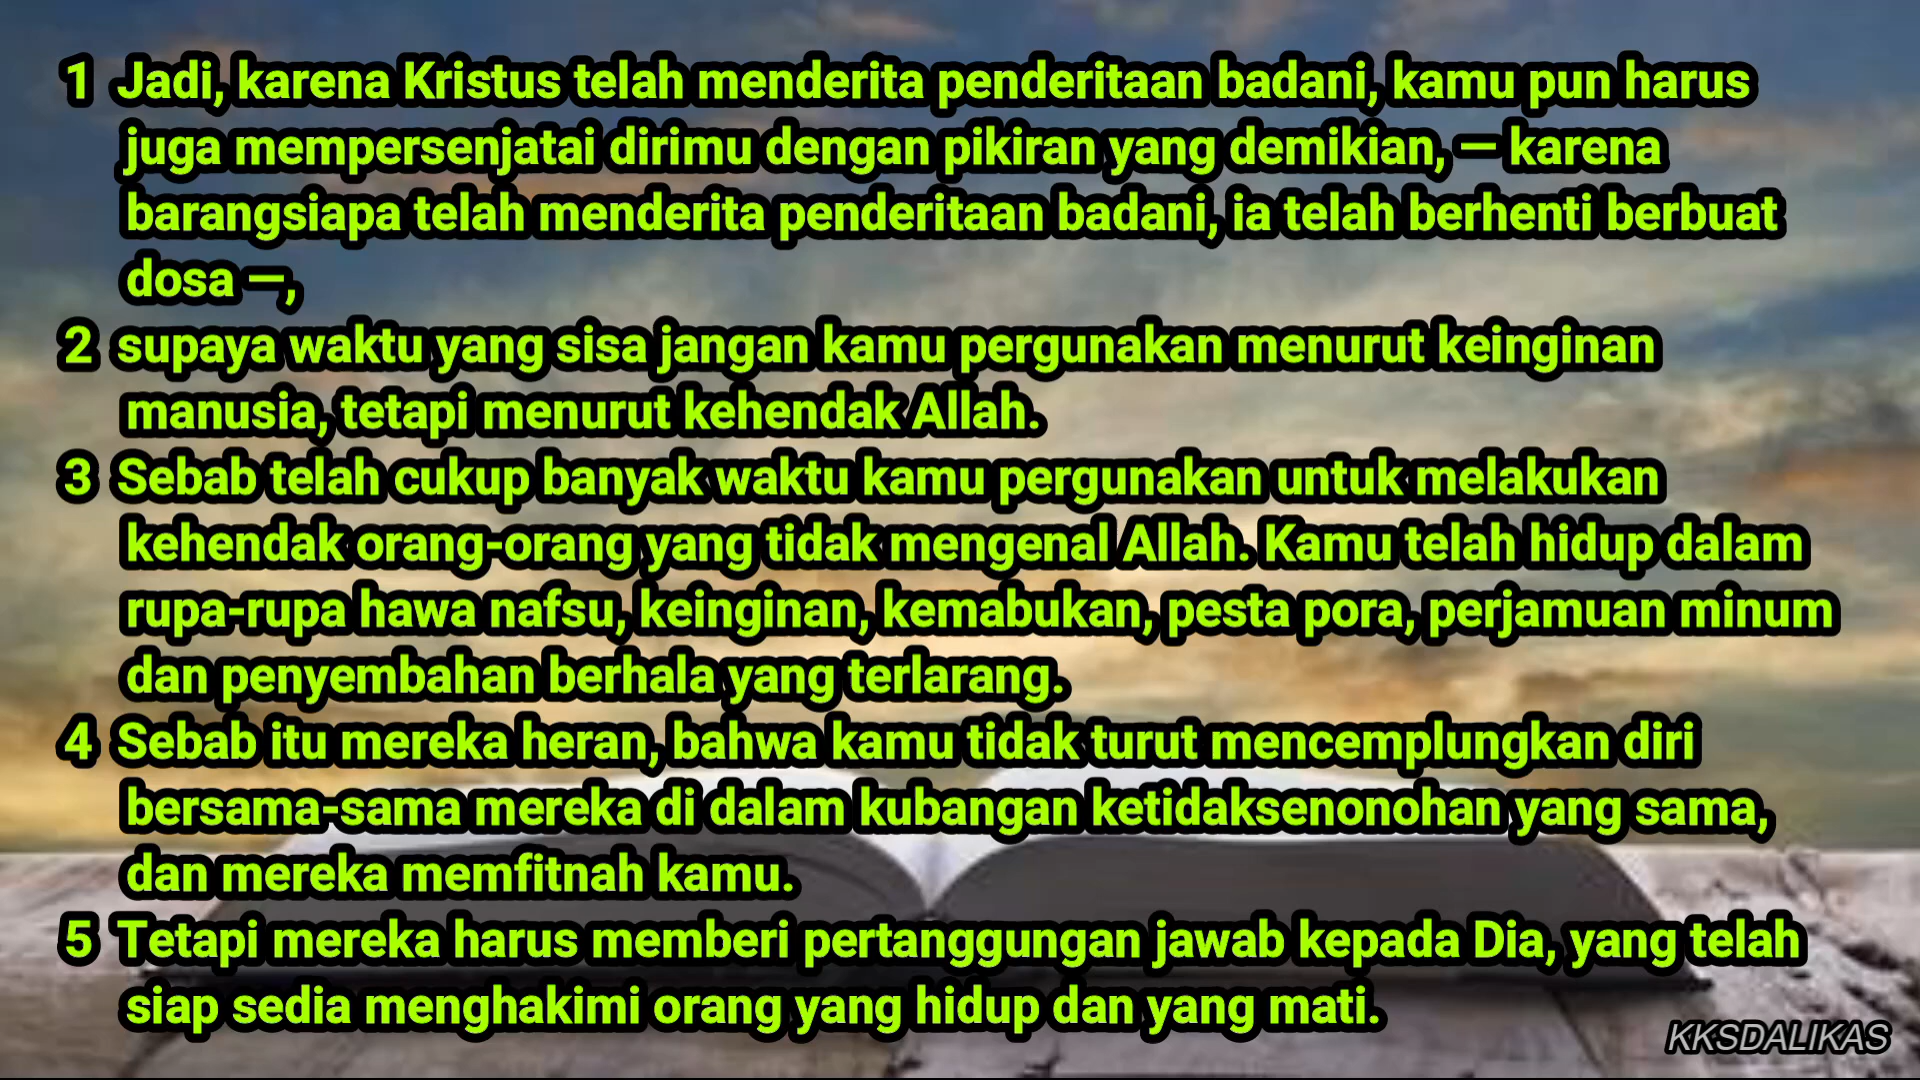 1 Jadi, karena Kristus telah menderita penderitaan badani, kamu pun harus
juga mempersenjatai dirimu dengan pikiran yang demikian, — karena
barangsiapa telah menderita penderitaan badani, ia telah berhenti berbuat
dosa —,
2 supaya waktu yang sisa jangan kamu pergunakan menurut keinginan
manusia, tetapi menurut kehendak Allah.
3 Sebab telah cukup banyak waktu kamu pergunakan untuk melakukan
kehendak orang-orang yang tidak mengenal Allah. Kamu telah hidup dalam
rupa-rupa hawa nafsu, keinginan, kemabukan, pesta pora, perjamuan minum
dan penyembahan berhala yang terlarang.
4 Sebab itu mereka heran, bahwa kamu tidak turut mencemplungkan diri
bersama-sama mereka di dalam kubangan ketidaksenonohan yang sama,
dan mereka memfitnah kamu.
5 Tetapi mereka harus memberi pertanggungan jawab kepada Dia, yang telah
siap sedia menghakimi orang yang hidup dan yang mati.
KKSDALIKAS